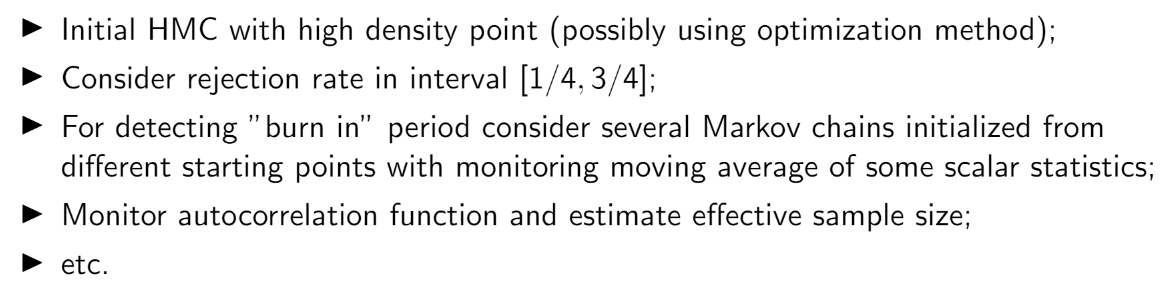 ▶ Initial HMC with high density point (possibly using optimization method);
▶ Consider rejection rate in interval [1/4, 3/4];
▶ For detecting ”burn in” period consider several Markov chains initialized from
different starting points with monitoring moving average of some scalar statistics;
▶ Monitor autocorrelation function and estimate effective sample size;
▶ etc.